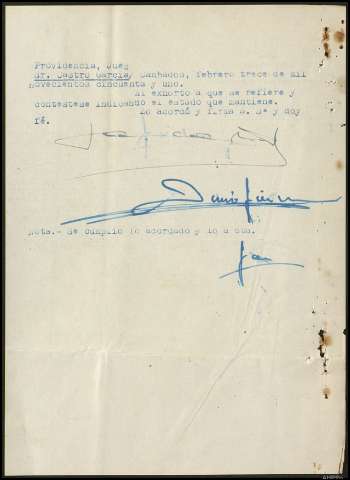 Providencia, Juez
Sr. Castro García, Cambados, febrero trece de mil
novecientos cincuenta y uno.
Al exhorto a que se refiere y
contestese indicando el estado que mantiene.
Lo acordó y firma S. Sª y doy
fé.
Nota.- Se cumplió lo acordado y lo a con.